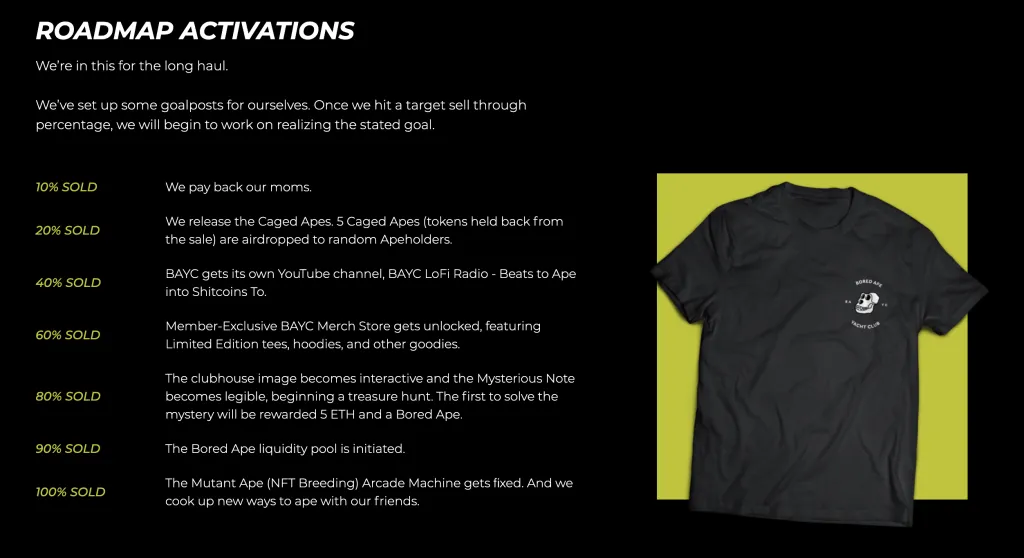 ROADMAP ACTIVATIONS
We're in this for the long haul.
We've set up some goalposts for ourselves. Once we hit a target sell through
percentage, we will begin to work on realizing the stated goal.
10% SOLD
We pay back our moms.
20% SOLD
We release the Caged Apes. 5 Caged Apes (tokens held back from
the sale) are airdropped to random Apeholders.
40% SOLD
BAYC gets its own YouTube channel, BAYC LoFi Radio - Beats to Ape
into Shitcoins To.
60% SOLD
Member-Exclusive BAYC Merch Store gets unlocked, featuring
Limited Edition tees, hoodies, and other goodies.
80% SOLD
The clubhouse image becomes interactive and the Mysterious Note
becomes legible, beginning a treasure hunt. The first to solve the
mystery will be rewarded 5 ETH and a Bored Ape.
90% SOLD
The Bored Ape liquidity pool is initiated.
100% SOLD
The Mutant Ape (NFT Breeding) Arcade Machine gets fixed. And we
cook up new ways to ape with our friends.
BORED APE
YACHT CLUB